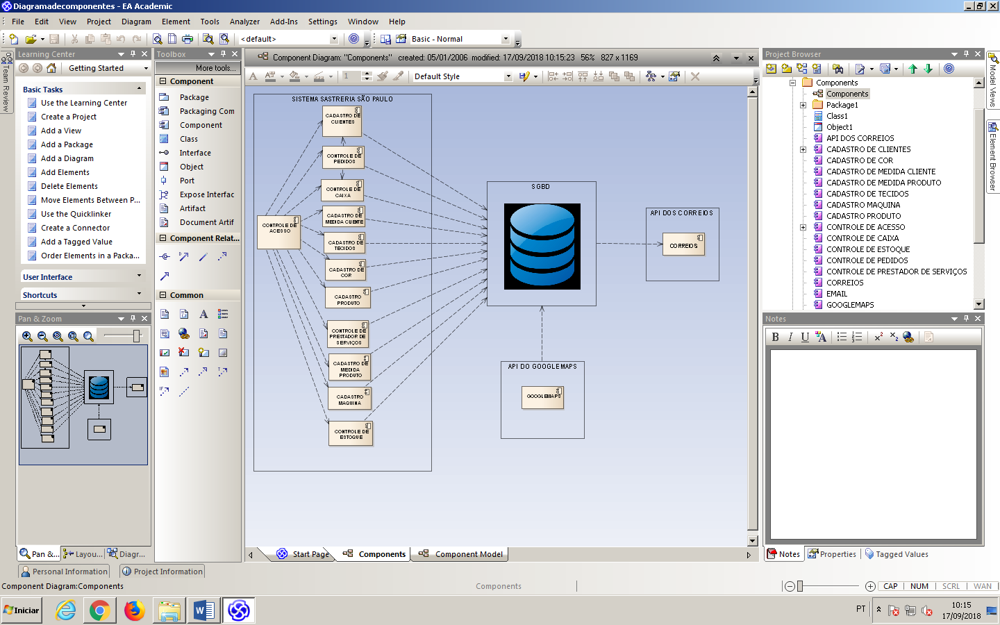 Diagramadecomponentes - EA Academic
File Edit View Project Diagram Element Tools Analyzer Add-Ins Settings Window Help
<default>
Basic - Normal
Team Review
Learning Center
Getting Started
Basic Tasks
Use the Learning Center
Create a Project
Add a View
Add a Package
Add a Diagram
Add Elements
Delete Elements
Move Elements Between P...
Use the Quicklinker
Create a Connector
Add a Tagged Value
Order Elements in a Packa...
User Interface
Shortcuts
Pan & Zoom
Pan &...
Layou...
Diagr...
Toolbox
More tools...
Component
Package
Packaging Com
Component
Class
Interface
Object
Port
Expose Interfac
Artifact
Document Artif
Component Relat...
Common
Component Diagram: "Components" created: 05/01/2006 modified: 17/09/2018 10:15:23 56% 827 x 1169
1
Default Style
SISTEMA SASTRERIA SÃO PAULO
CADASTRO DE
CLIENTES
CONTROLE DE
PEDIDOS
CONTROLE DE
CAIXA
CADASTRO DE
MEDIDA CLIENTE
CONTROLE DE
ACESSO
CADASTRO DE
TECIDOS
CADASTRO DE
COR
CADASTRO
PRODUTO
CONTROLE DE
PRESTADOR DE
SERVIÇOS
CADASTRO DE
MEDIDA
PRODUTO
CADASTRO
MAQUINA
CONTROLE DE
ESTOQUE
SGBD
API DOS CORREIOS
CORREIOS
API DO GOOGLEMAPS
GOOGLEMAPS
Start Page
Components
Component Model
Project Browser
Components
Components
Package1
Class1
Object1
API DOS CORREIOS
CADASTRO DE CLIENTES
CADASTRO DE COR
CADASTRO DE MEDIDA CLIENTE
CADASTRO DE MEDIDA PRODUTO
CADASTRO DE TECIDOS
CADASTRO MAQUINA
CADASTRO PRODUTO
CONTROLE DE ACESSO
CONTROLE DE CAIXA
CONTROLE DE ESTOQUE
CONTROLE DE PEDIDOS
CONTROLE DE PRESTADOR DE SERVIÇOS
CORREIOS
EMAIL
GOOGLEMAPS
Model Views
Element Browser
Notes
B I U A
Notes
Properties
Tagged Values
Personal Information
Project Information
Component Diagram:Components
Components
CAP NUM SCRL WAN
Iniciar
PT
10:15
17/09/2018